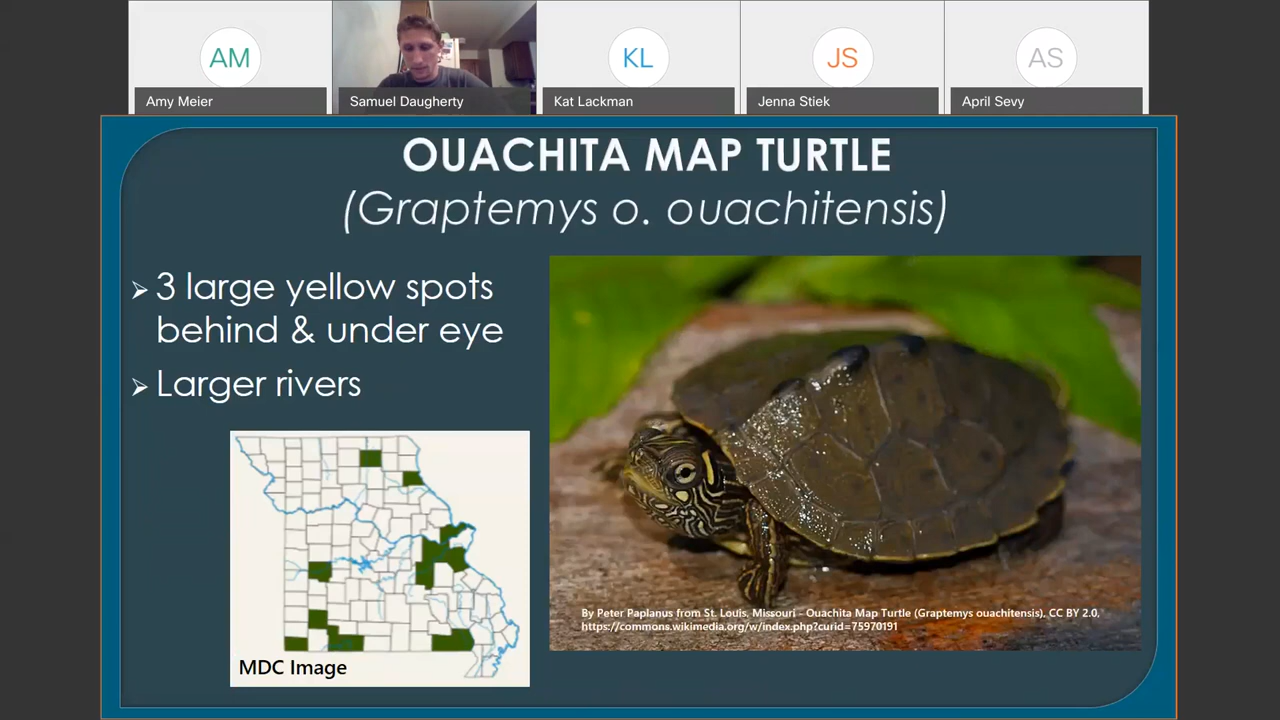 AM
KL
JS
AS
Amy Meier
Samuel Daugherty
Kat Lackman
Jenna Stiek
April Sevy
OUACHITA MAP TURTLE
(Graptemys o. ouachitensis)
➢ 3 large yellow spots
behind & under eye
➢ Larger rivers
MDC Image
By Peter Paplanus from St. Louis, Missouri - Ouachita Map Turtle (Graptemys ouachitensis), CC BY 2.0,
https://commons.wikimedia.org/w/index.php?curid=75970191